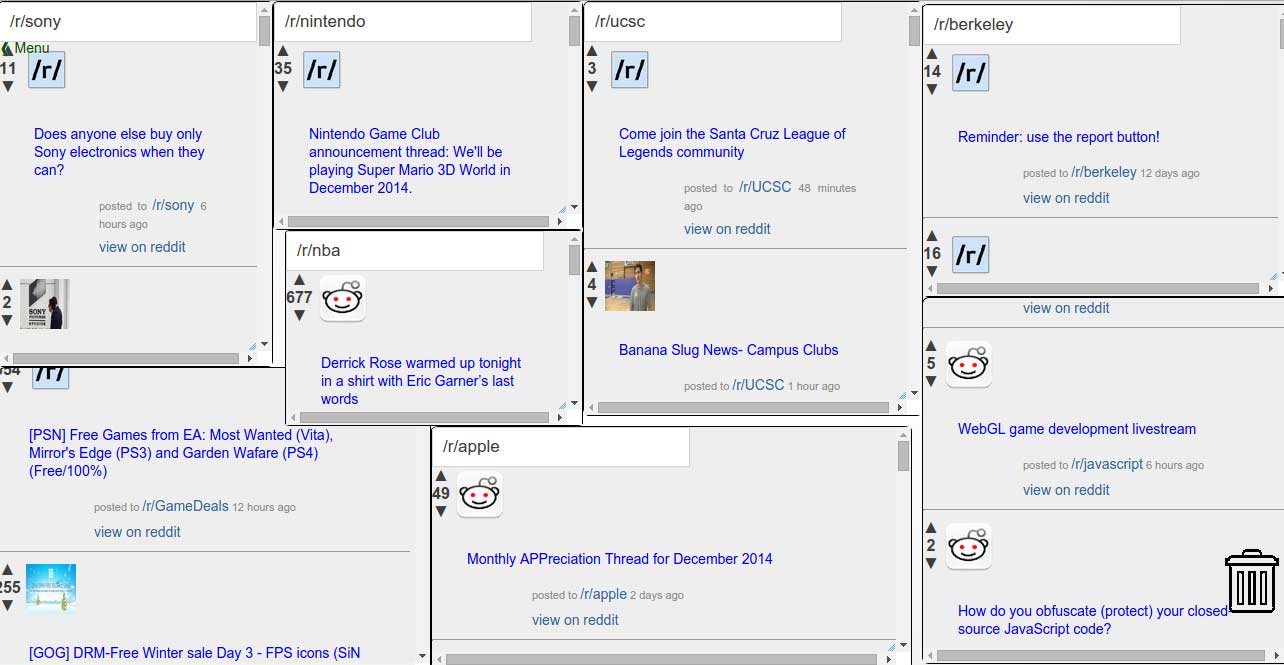 /r/sony
❮ Menu
11
/r/
Does anyone else buy only
Sony electronics when they
can?
posted to /r/sony 6
hours ago
view on reddit
2
SONY
PICTURES
STUDIOS
/r/nintendo
35
/r/
Nintendo Game Club
announcement thread: We'll be
playing Super Mario 3D World in
December 2014.
/r/nba
677
Derrick Rose warmed up tonight
in a shirt with Eric Garner's last
words
/r/ucsc
3
/r/
Come join the Santa Cruz League of
Legends community
posted to /r/UCSC 48 minutes
ago
view on reddit
4
Banana Slug News- Campus Clubs
posted to /r/UCSC 1 hour ago
/r/berkeley
14
/r/
Reminder: use the report button!
posted to /r/berkeley 12 days ago
view on reddit
16
/r/
/r/
[PSN] Free Games from EA: Most Wanted (Vita),
Mirror's Edge (PS3) and Garden Wafare (PS4)
(Free/100%)
posted to /r/GameDeals 12 hours ago
view on reddit
255
[GOG] DRM-Free Winter sale Day 3 - FPS icons (SiN
/r/apple
49
Monthly APPreciation Thread for December 2014
posted to /r/apple 2 days ago
view on reddit
view on reddit
5
WebGL game development livestream
posted to /r/javascript 6 hours ago
view on reddit
2
How do you obfuscate (protect) your closed-
source JavaScript code?